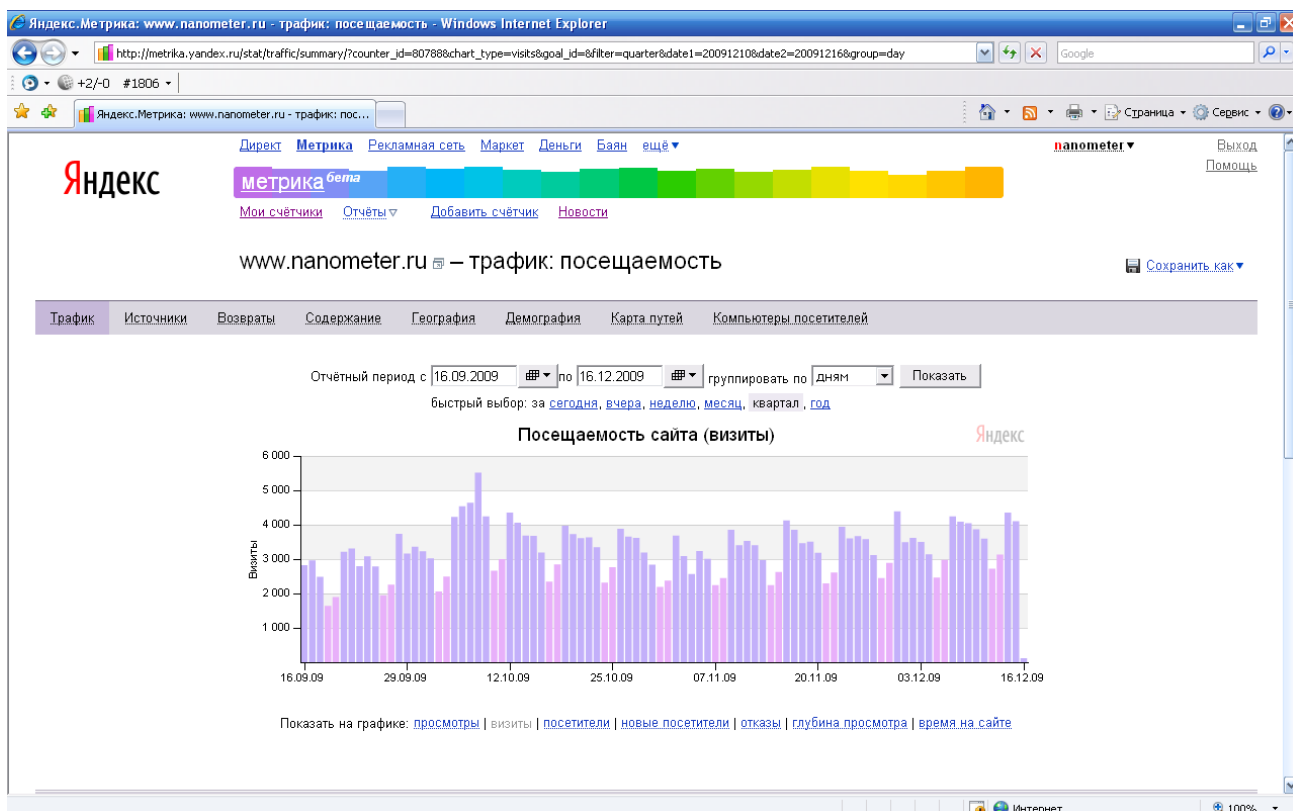 Яндекс.Метрика: www.nanometer.ru - трафик: посещаемость - Windows Internet Explorer
http://metrika.yandex.ru/stat/traffic/summary/?counter_id=80788&chart_type=visits&goal_id=&filter=quarter&date1=20091210&date2=20091216&group=day
Google
+2/-0 #1806
Яндекс.Метрика: www.nanometer.ru - трафик: пос...
Страница Сервис
Директ Метрика Рекламная сеть Маркет Деньги Баян ещё
nanometer Выход
Помощь
Яндекс
метрика бета
Мои счётчики Отчёты Добавить счётчик Новости
www.nanometer.ru – трафик: посещаемость
Сохранить как
Трафик Источники Возвраты Содержание География Демография Карта путей Компьютеры посетителей
Отчётный период с 16.09.2009 по 16.12.2009 группировать по дням Показать
быстрый выбор: за сегодня, вчера, неделю, месяц, квартал , год
Посещаемость сайта (визиты)
Яндекс
6 000
5 000
4 000
3 000
2 000
1 000
Визиты
16.09.09 29.09.09 12.10.09 25.10.09 07.11.09 20.11.09 03.12.09 16.12.09
Показать на графике: просмотры | визиты | посетители | новые посетители | отказы | глубина просмотра | время на сайте
Интернет
100%